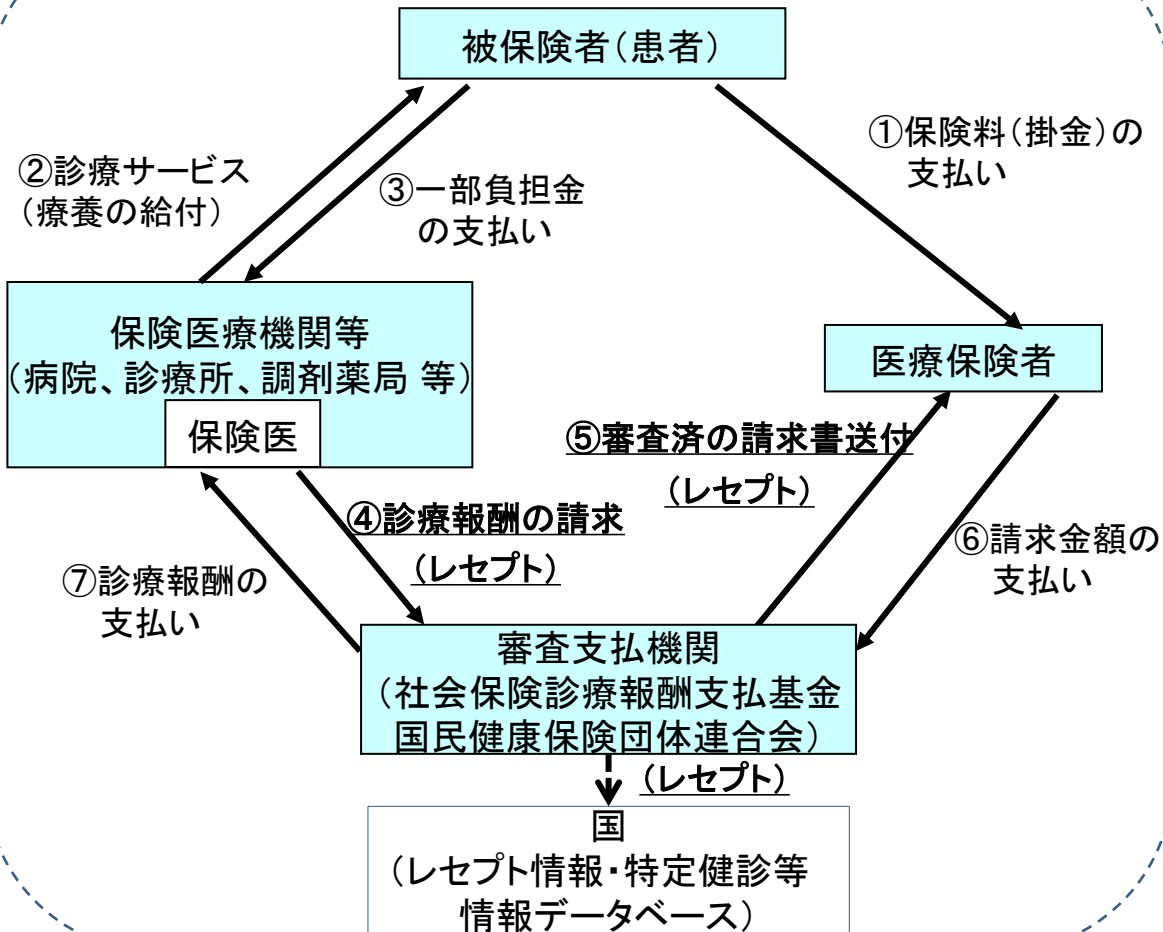 被保険者（患者）
①保険料（掛金）の
支払い
②診療サービス
（療養の給付）
③一部負担金
の支払い
保険医療機関等
（病院、診療所、調剤薬局 等）
保険医
医療保険者
⑤審査済の請求書送付
（レセプト）
④診療報酬の請求
（レセプト）
⑥請求金額の
支払い
⑦診療報酬の
支払い
審査支払機関
（社会保険診療報酬支払基金
国民健康保険団体連合会）
（レセプト）
国
（レセプト情報・特定健診等
情報データベース）